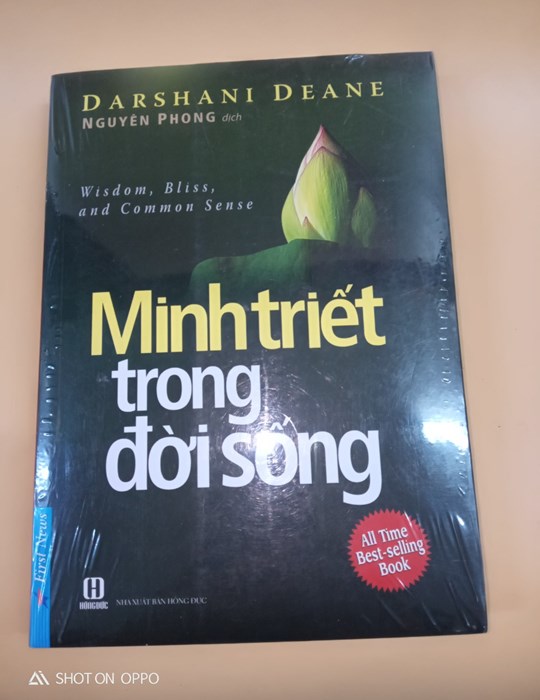 DARSHANI DEANE
NGUYÊN PHONG dịch
Wisdom, Bliss,
and Common Sense
Minh triết
trong
đời sống
All Time
Best-selling
Book
First News
H
HỒNG ĐỨC
NHÀ XUẤT BẢN HỒNG ĐỨC
SHOT ON OPPO